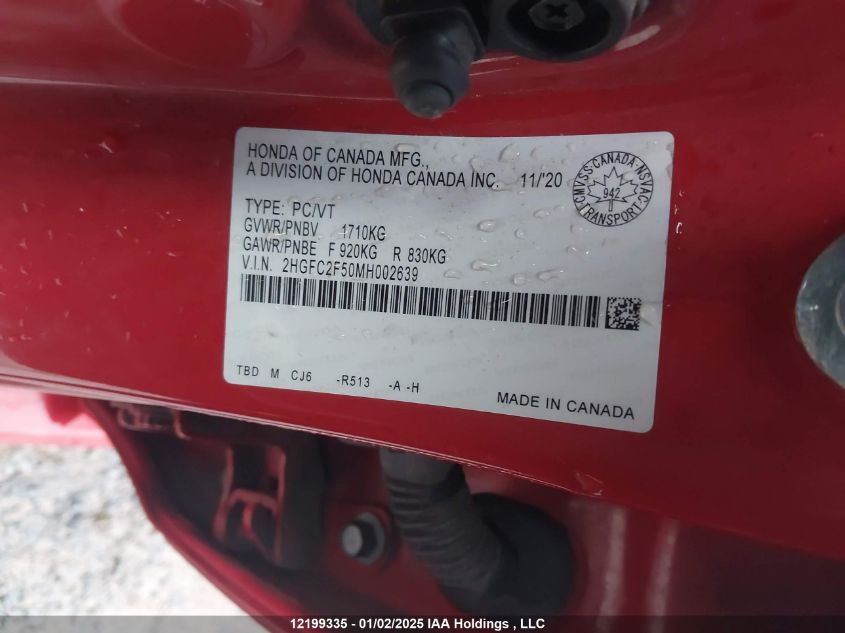 HONDA OF CANADA MFG.,
A DIVISION OF HONDA CANADA INC. 11/'20
CMVSS·CANADA·NSVAC
942
TRANSPORT
TYPE: PC/VT
GVWR/PNBV 1710KG
GAWR/PNBE F 920KG R 830KG
V.I.N. 2HGFC2F50MH002639
TBD M CJ6 -R513 -A -H
MADE IN CANADA
12199335 - 01/02/2025 IAA Holdings , LLC